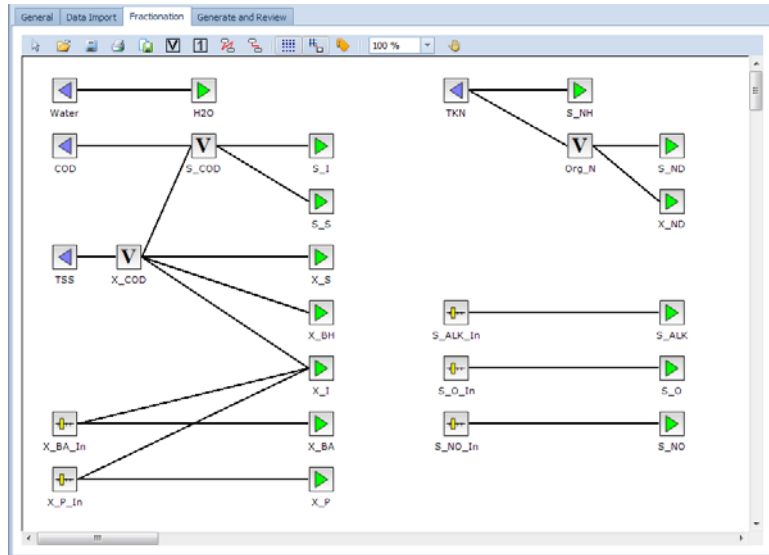 General Data Import Fractionation Generate and Review
V 1 100 %
Water H2O TKN S_NH
V V
COD S_COD S_I Org_N S_ND
S_S X_ND
V
TSS X_COD X_S
X_BH S_ALK_In S_ALK
X_I S_O_In S_O
X_BA_In X_BA S_NO_In S_NO
X_P_In X_P